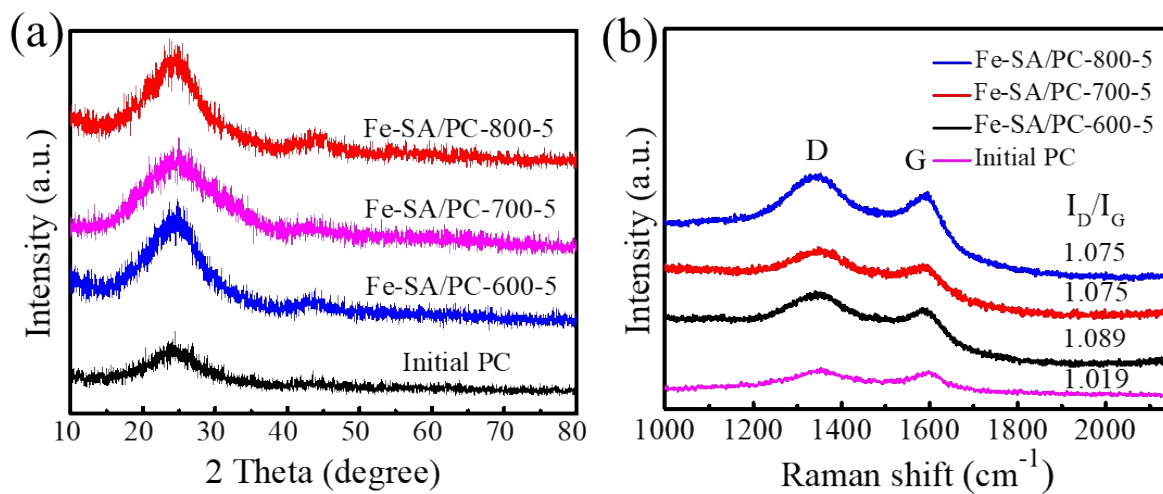 (a)
Intensity (a.u.)
Fe-SA/PC-800-5
Fe-SA/PC-700-5
Fe-SA/PC-600-5
Initial PC
10 20 30 40 50 60 70 80
2 Theta (degree)
(b)
Intensity (a.u.)
Fe-SA/PC-800-5
Fe-SA/PC-700-5
Fe-SA/PC-600-5
Initial PC
D
G
I_D/I_G
1.075
1.075
1.089
1.019
1000 1200 1400 1600 1800 2000
Raman shift (cm⁻¹)